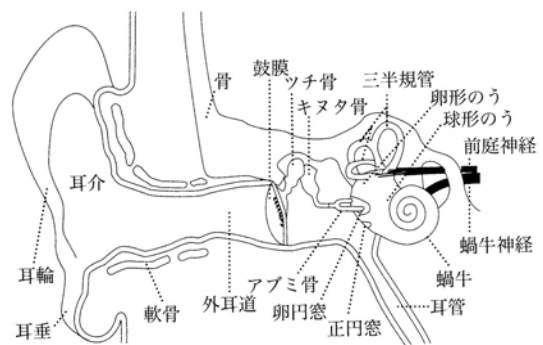 鼓膜
ツチ骨
三半規管
骨
キヌタ骨
卵形のう
球形のう
前庭神経
耳介
耳輪
軟骨
外耳道
アブミ骨
卵円窓
正円窓
耳管
蝸牛
蝸牛神経
耳垂